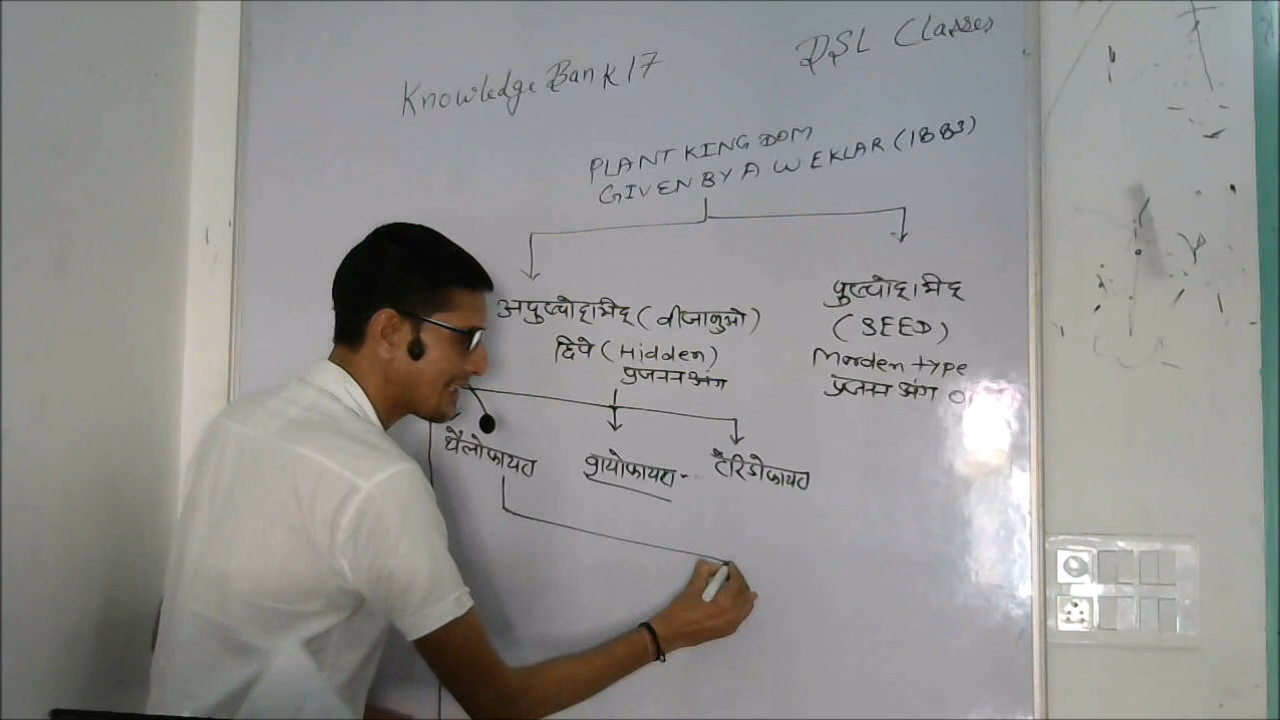 Knowledge Bank 17
DSL Classes
PLANT KINGDOM
GIVEN BY A W EKLAR (1883)
अपुष्पोद्भिद् (वीजानुओ)
छिपे (Hidden)
प्रजनन अंग
पुष्पोद्भिद्
(SEED)
Morden type
प्रजनन अंग
थैलोफायटा
ब्रायोफायटा -
टैरिडोफायटा